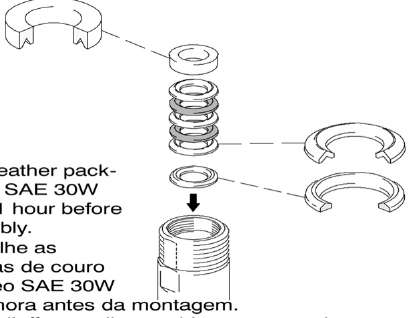 eather pack-
SAE 30W
1 hour before
bly.
lhe as
as de couro
eo SAE 30W
hora antes da montagem.